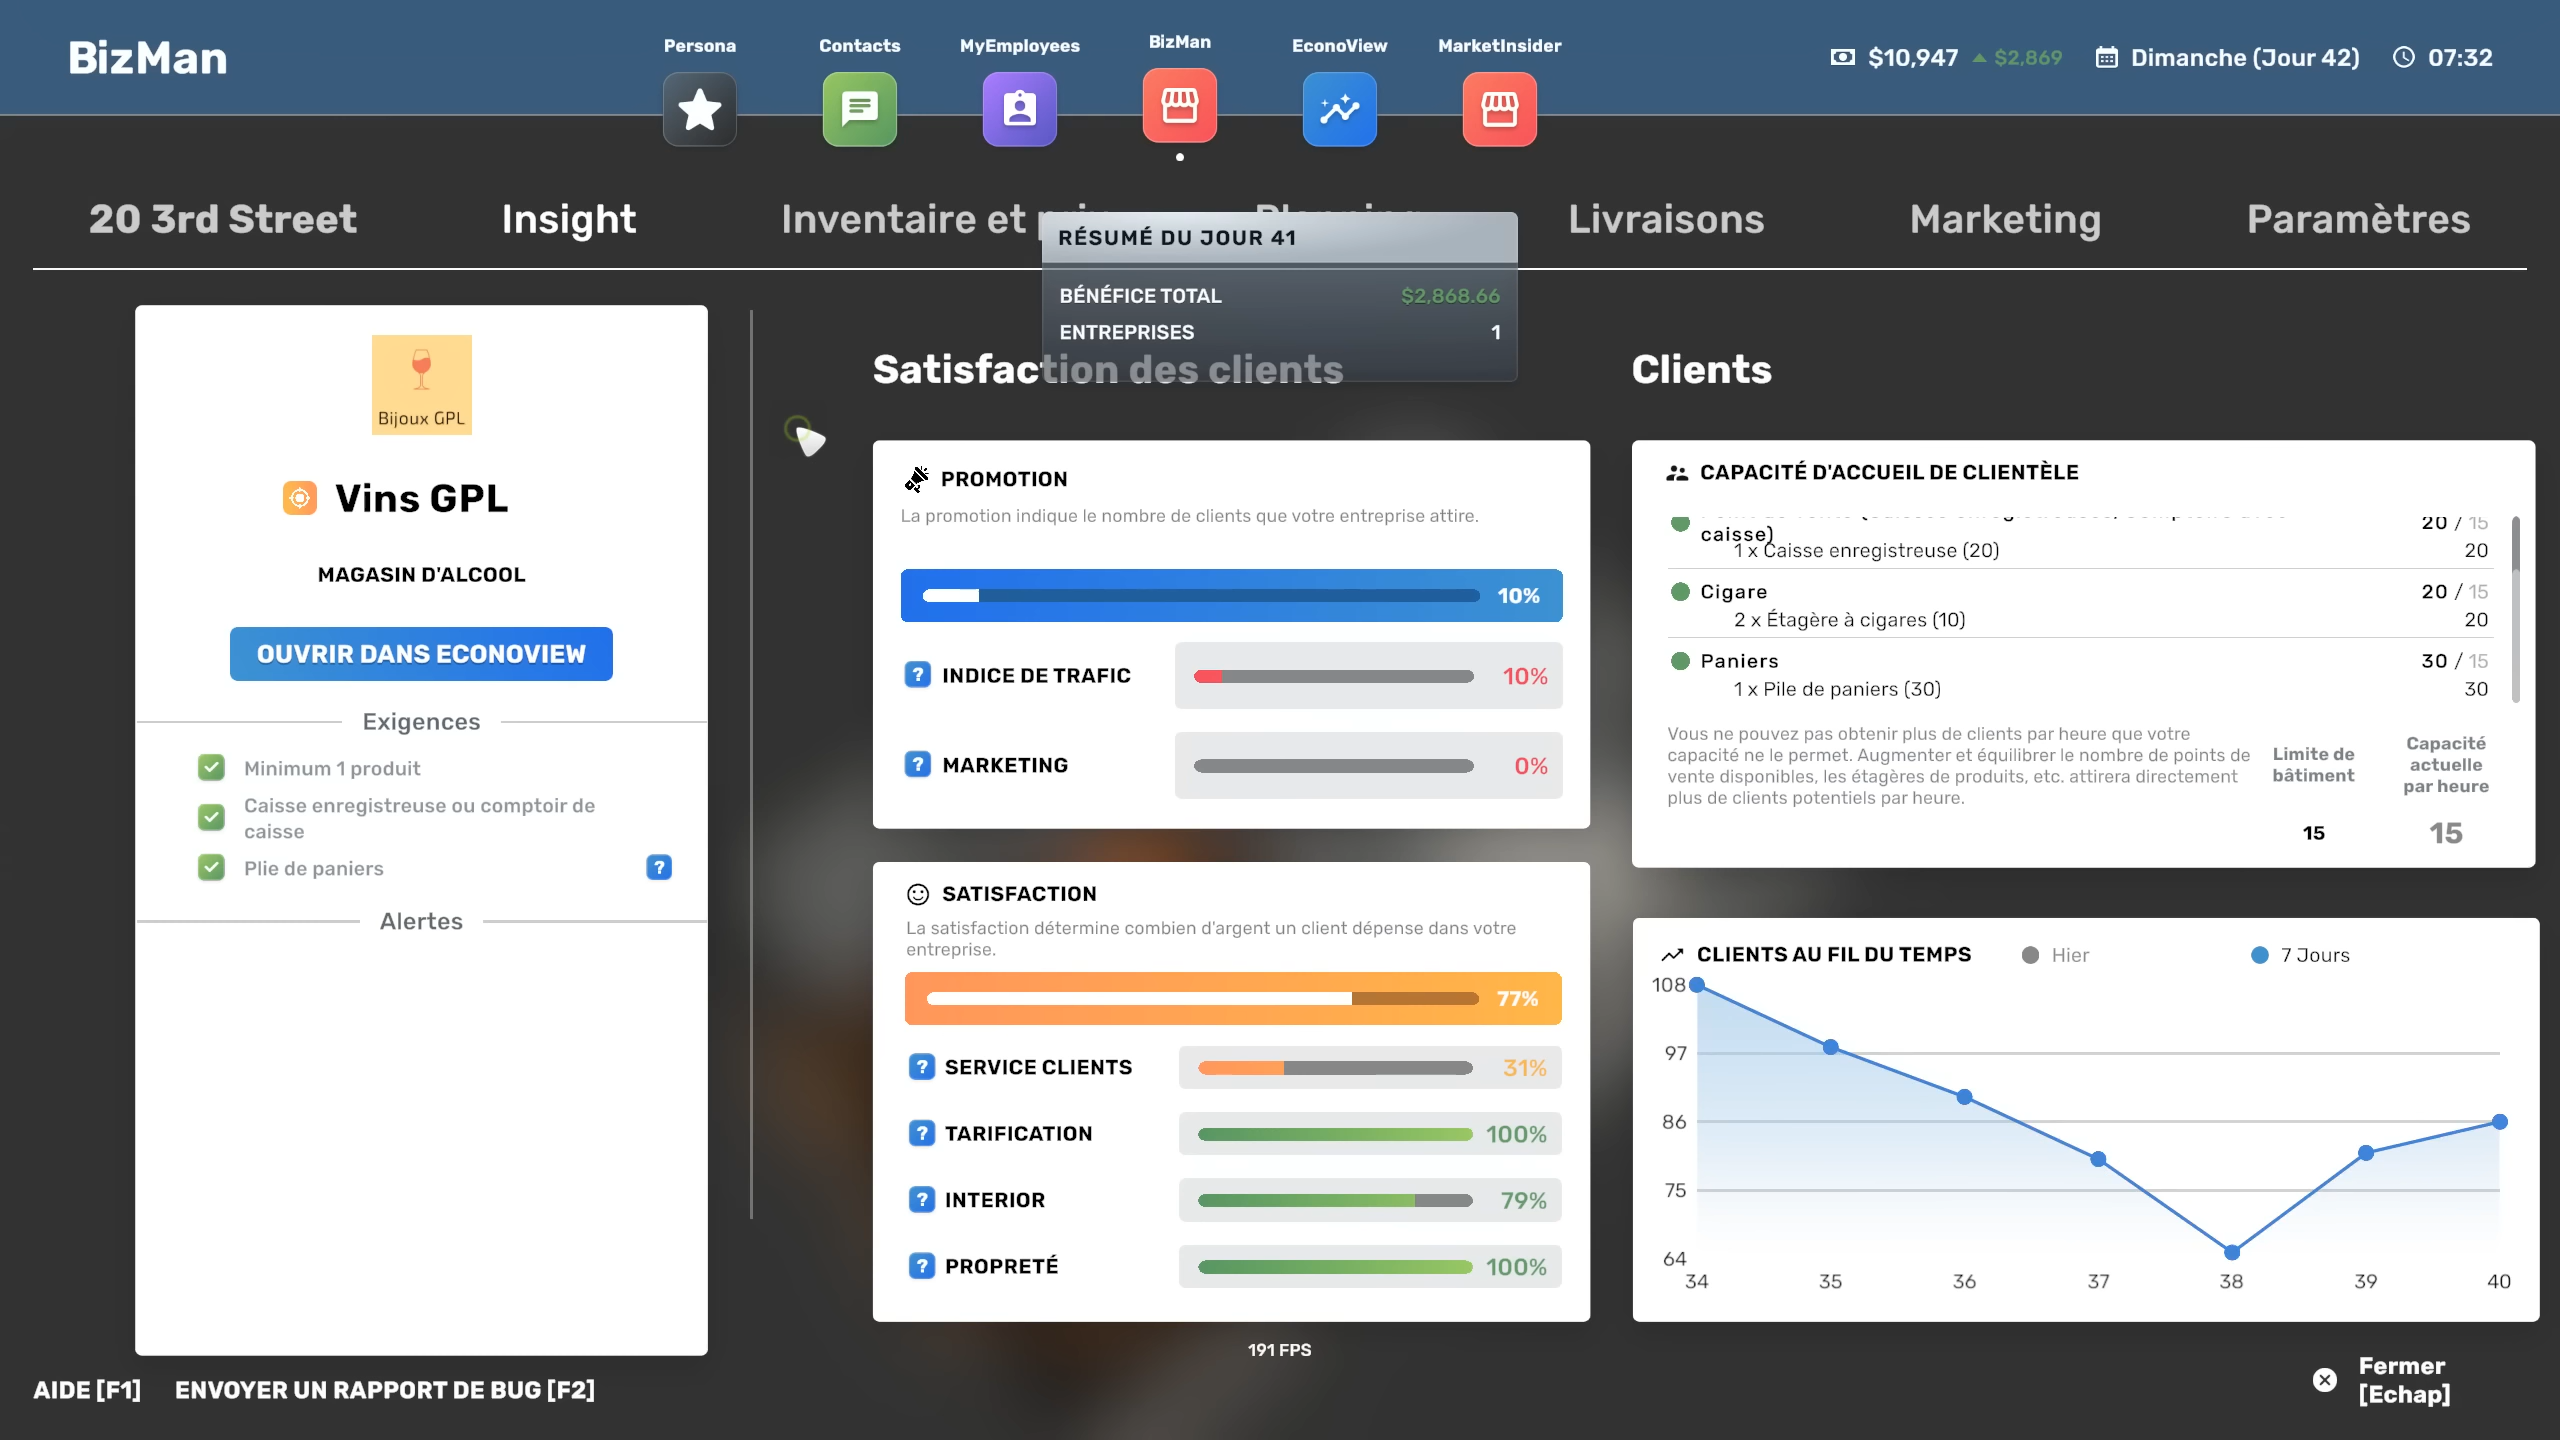 BizMan
Persona
Contacts
MyEmployees
BizMan
EconoView
MarketInsider
$10,947
$2,869
Dimanche (Jour 42)
07:32
20 3rd Street
Insight
Inventaire et
Livraisons
Marketing
Paramètres
RÉSUMÉ DU JOUR 41
BÉNÉFICE TOTAL
$2,868.66
ENTREPRISES
1
Bijoux GPL
Vins GPL
MAGASIN D'ALCOOL
OUVRIR DANS ECONOVIEW
Exigences
Minimum 1 produit
Caisse enregistreuse ou comptoir de
caisse
Plie de paniers
?
Alertes
Satisfaction des clients
PROMOTION
La promotion indique le nombre de clients que votre entreprise attire.
10%
? INDICE DE TRAFIC
10%
? MARKETING
0%
SATISFACTION
La satisfaction détermine combien d'argent un client dépense dans votre
entreprise.
77%
? SERVICE CLIENTS
31%
? TARIFICATION
100%
? INTERIOR
79%
? PROPRETÉ
100%
Clients
CAPACITÉ D'ACCUEIL DE CLIENTÈLE
20 / 15
caisse)
1 x Caisse enregistreuse (20)
20
Cigare
20 / 15
2 x Étagère à cigares (10)
20
Paniers
30 / 15
1 x Pile de paniers (30)
30
Vous ne pouvez pas obtenir plus de clients par heure que votre
capacité ne le permet. Augmenter et équilibrer le nombre de points de
vente disponibles, les étagères de produits, etc. attirera directement
plus de clients potentiels par heure.
Limite de
bâtiment
15
Capacité
actuelle
par heure
15
CLIENTS AU FIL DU TEMPS
Hier
7 Jours
108
97
86
75
64
34 35 36 37 38 39 40
191 FPS
AIDE [F1]
ENVOYER UN RAPPORT DE BUG [F2]
Fermer
[Echap]